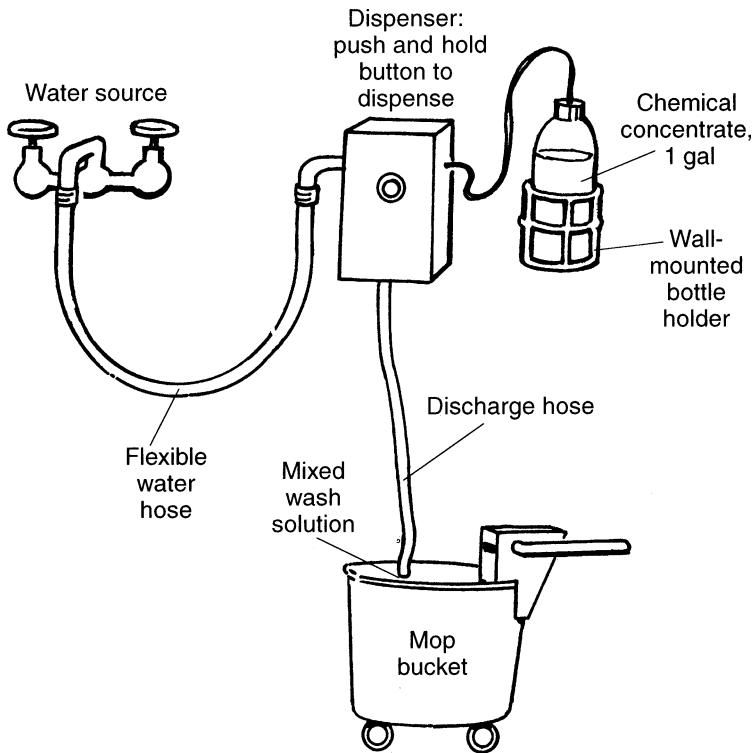 Dispenser:
push and hold
button to
dispense
Water source
Chemical
concentrate,
1 gal
Wall-
mounted
bottle
holder
Discharge hose
Flexible
water
hose
Mixed
wash
solution
Mop
bucket